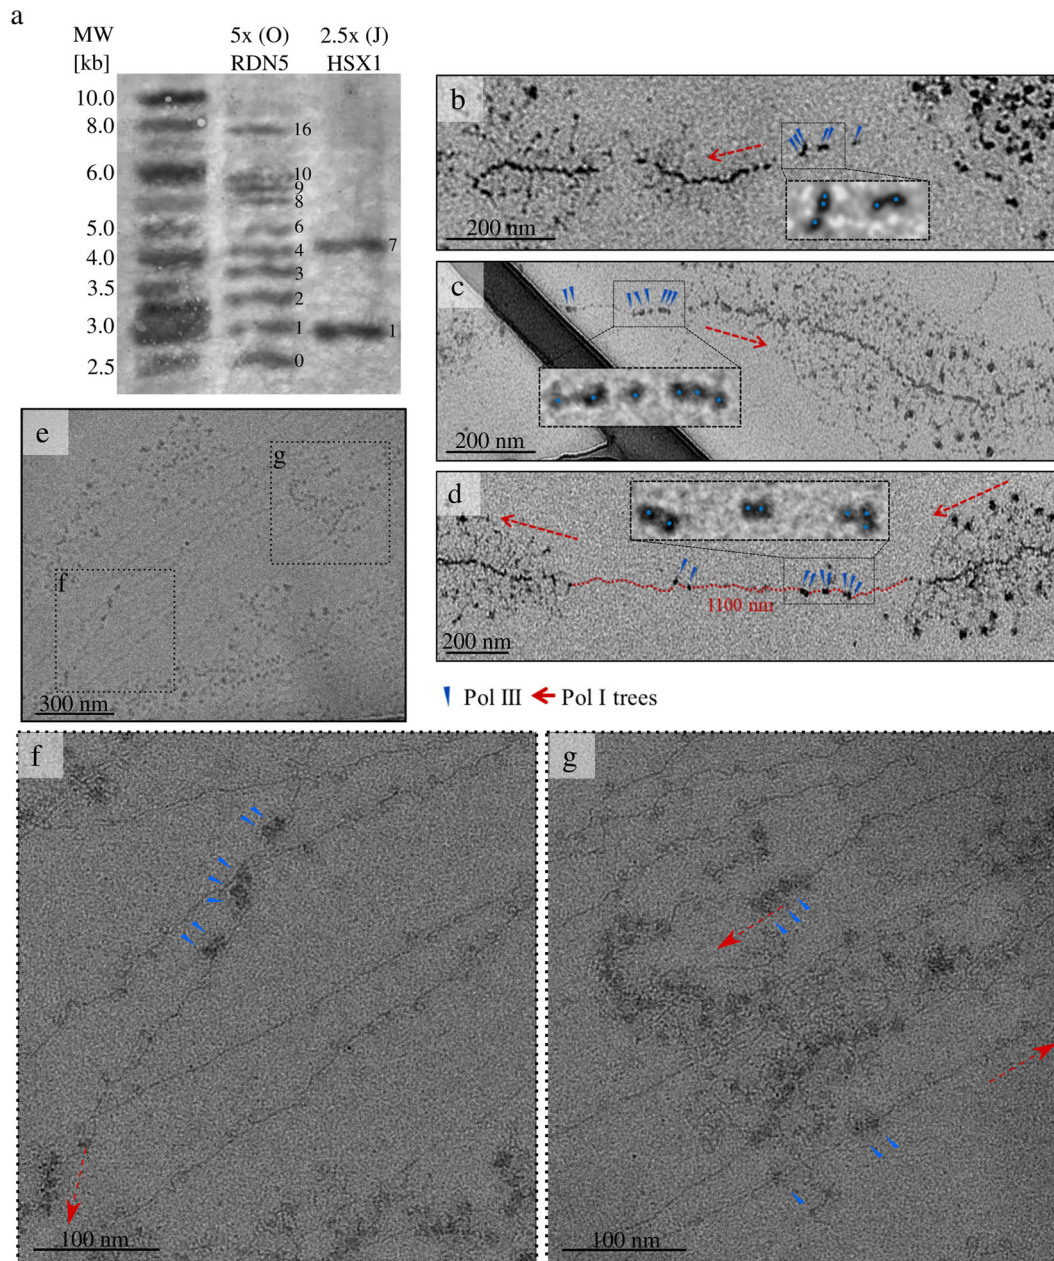 a
MW 5x (O) 2.5x (J)
[kb] RDN5 HSX1
10.0
8.0
6.0
5.0
4.0
3.5
3.0
2.5
16
10
9
8
6
4
3
2
1
0
7
1
b
200 nm
c
200 nm
d
1100 nm
200 nm
Pol III Pol I trees
e
g
f
300 nm
f
100 nm
g
100 nm